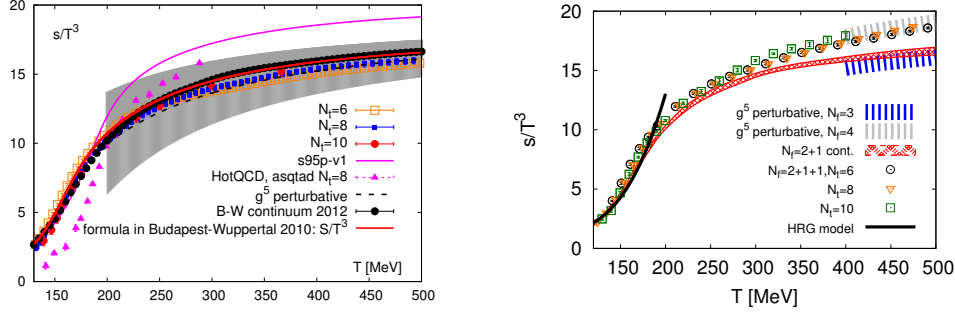 s/T³
20
15
10
5
0
N_t=6
N_t=8
N_t=10
s95p-v1
HotQCD, asqtad N_t=8
g⁵ perturbative
B-W continuum 2012
formula in Budapest-Wuppertal 2010: S/T³
T [MeV]
150 200 250 300 350 400 450 500
s/T³
20
15
10
5
0
g⁵ perturbative, N_f=3
g⁵ perturbative, N_f=4
N_f=2+1 cont.
N_f=2+1+1,N_t=6
N_t=8
N_t=10
HRG model
150 200 250 300 350 400 450 500
T [MeV]